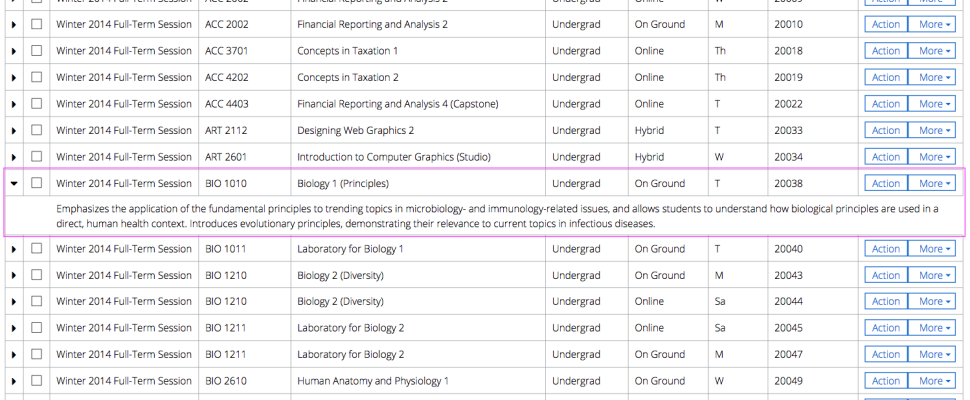 Winter 2014 Full-Term Session ACC 2002 Financial Reporting and Analysis 2 Undergrad On Ground M 20010 Action More
Winter 2014 Full-Term Session ACC 3701 Concepts in Taxation 1 Undergrad Online Th 20018 Action More
Winter 2014 Full-Term Session ACC 4202 Concepts in Taxation 2 Undergrad Online Th 20019 Action More
Winter 2014 Full-Term Session ACC 4403 Financial Reporting and Analysis 4 (Capstone) Undergrad Online T 20022 Action More
Winter 2014 Full-Term Session ART 2112 Designing Web Graphics 2 Undergrad Hybrid T 20033 Action More
Winter 2014 Full-Term Session ART 2601 Introduction to Computer Graphics (Studio) Undergrad Hybrid W 20034 Action More
Winter 2014 Full-Term Session BIO 1010 Biology 1 (Principles) Undergrad On Ground T 20038 Action More
Emphasizes the application of the fundamental principles to trending topics in microbiology- and immunology-related issues, and allows students to understand how biological principles are used in a
direct, human health context. Introduces evolutionary principles, demonstrating their relevance to current topics in infectious diseases.
Winter 2014 Full-Term Session BIO 1011 Laboratory for Biology 1 Undergrad On Ground T 20040 Action More
Winter 2014 Full-Term Session BIO 1210 Biology 2 (Diversity) Undergrad On Ground M 20043 Action More
Winter 2014 Full-Term Session BIO 1210 Biology 2 (Diversity) Undergrad Online Sa 20044 Action More
Winter 2014 Full-Term Session BIO 1211 Laboratory for Biology 2 Undergrad Online Sa 20045 Action More
Winter 2014 Full-Term Session BIO 1211 Laboratory for Biology 2 Undergrad On Ground M 20047 Action More
Winter 2014 Full-Term Session BIO 2610 Human Anatomy and Physiology 1 Undergrad On Ground W 20049 Action More